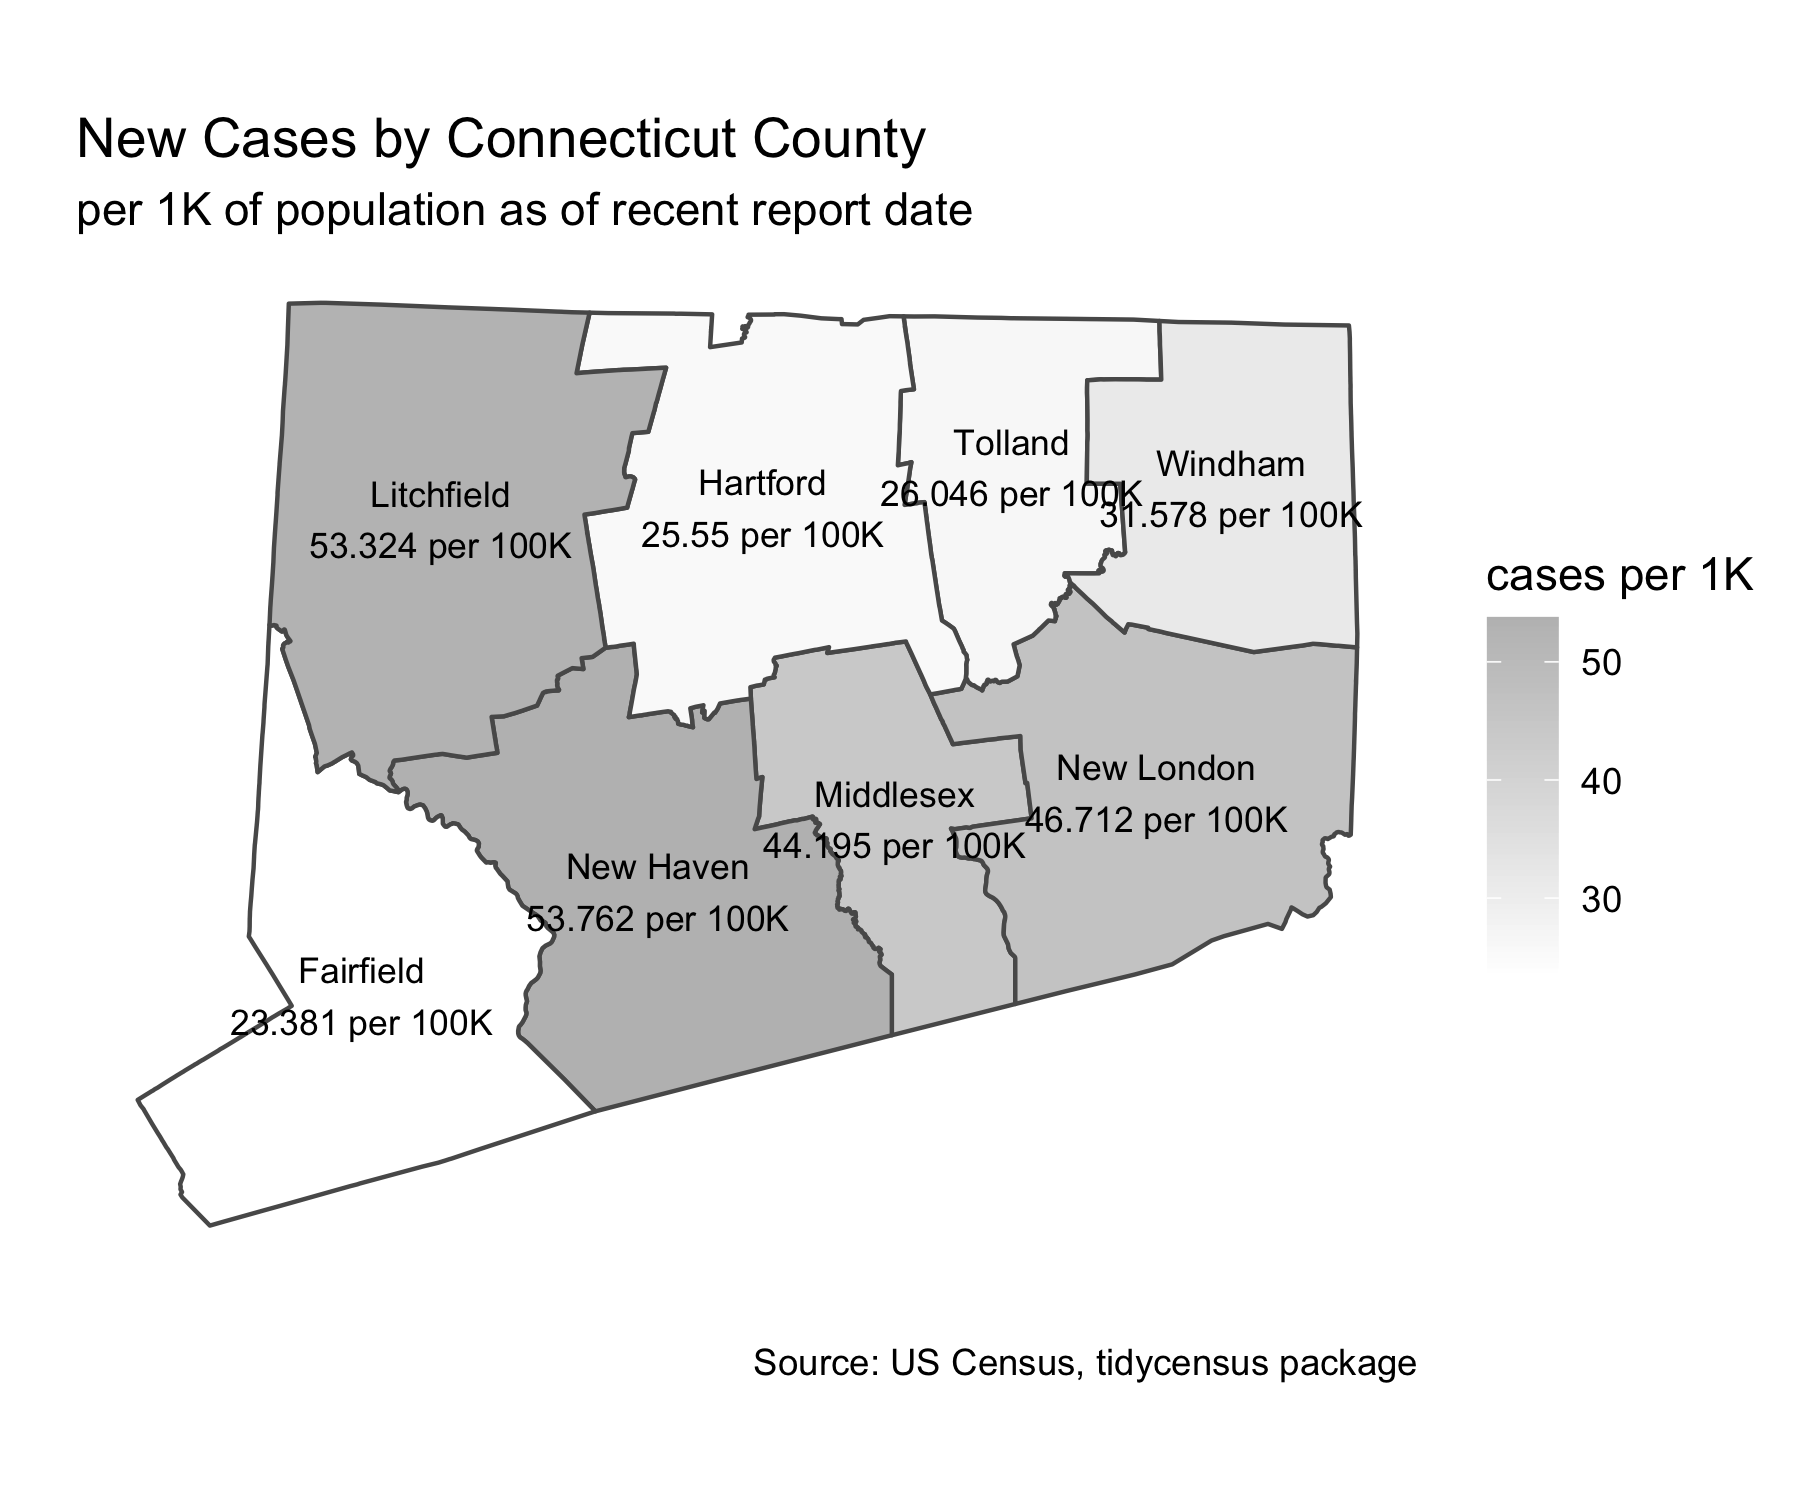 New Cases by Connecticut County
per 1K of population as of recent report date
Litchfield
53.324 per 100K
Hartford
25.55 per 100K
Tolland
26.046 per 100K
Windham
31.578 per 100K
New London
46.712 per 100K
Middlesex
44.195 per 100K
New Haven
53.762 per 100K
Fairfield
23.381 per 100K
cases per 1K
50
40
30
Source: US Census, tidycensus package